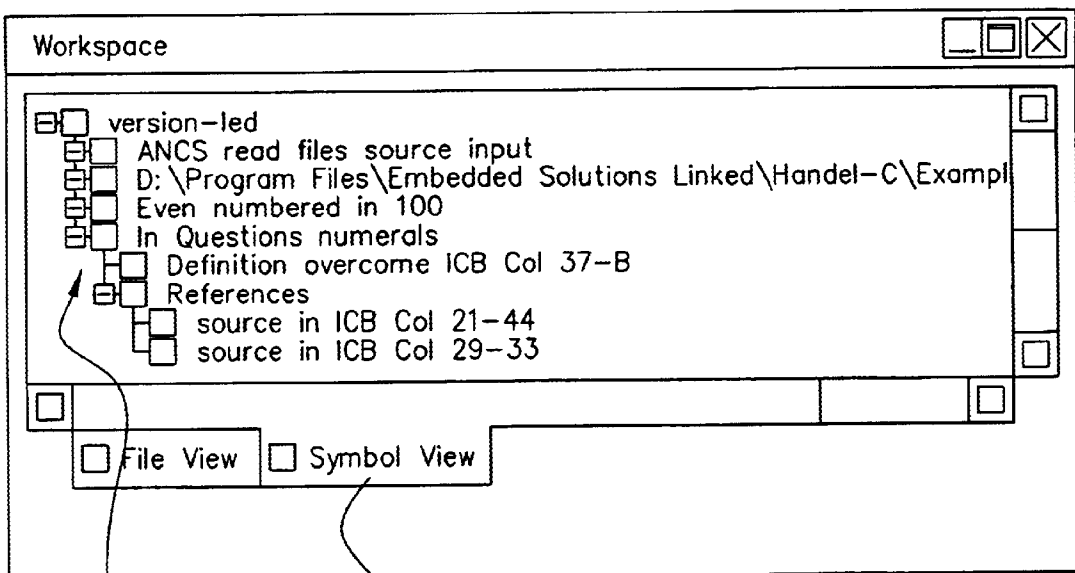 Workspace
version-led
ANCS read files source input
D:\Program Files\Embedded Solutions Linked\Handel-C\Exampl
Even numbered in 100
In Questions numerals
Definition overcome ICB Col 37-B
References
source in ICB Col 21-44
source in ICB Col 29-33
File View
Symbol View